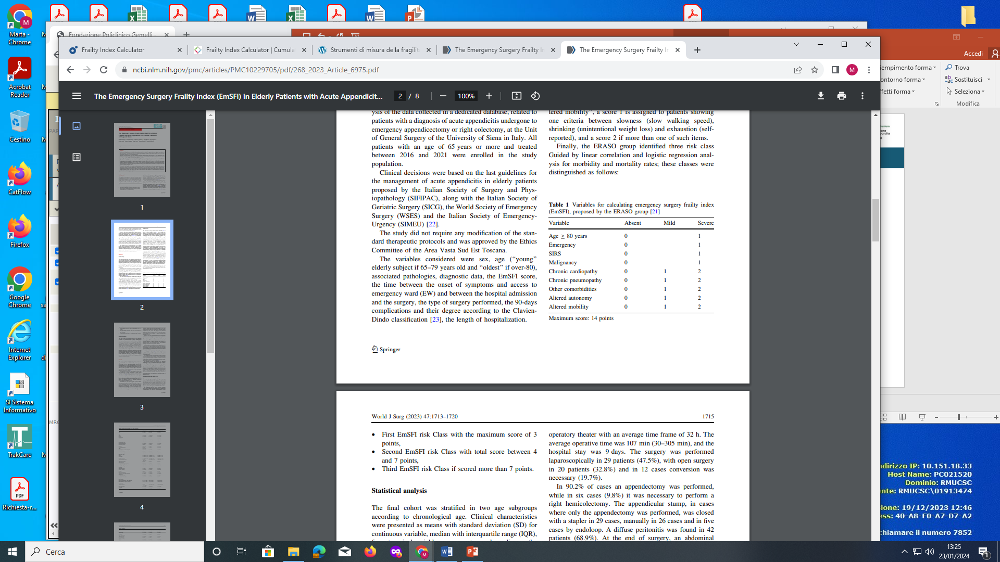 Marta - Chrome
Acrobat Reader
Cestino
CatFlow
Firefox
Google Chrome
Internet Explorer
SI Sistema Informativo
TrakCare
Richiesta-r...
Fondazione Policlinico Gemelli -
Frailty Index Calculator
Frailty Index Calculator | Cumula
Strumenti di misura della fragilit
The Emergency Surgery Frailty In
The Emergency Surgery Frailty In
ncbi.nlm.nih.gov/pmc/articles/PMC10229705/pdf/268_2023_Article_6975.pdf
The Emergency Surgery Frailty Index (EmSFI) in Elderly Patients with Acute Appendicit...
2 / 8
100%
1
2
3
4
ysis of the data collected in a dedicated database, related to
patients with a diagnosis of acute appendicitis undergone to
emergency appendicectomy or right colectomy, at the Unit
of General Surgery of the University of Siena in Italy. All
patients with an age of 65 years or more and treated
between 2016 and 2021 were enrolled in the study
population.
Clinical decisions were based on the last guidelines for
the management of acute appendicitis in elderly patients
proposed by the Italian Society of Surgery and Phys-
iopathology (SIFIPAC), along with the Italian Society of
Geriatric Surgery (SICG), the World Society of Emergency
Surgery (WSES) and the Italian Society of Emergency-
Urgency (SIMEU) [22].
The study did not require any modification of the stan-
dard therapeutic protocols and was approved by the Ethics
Committee of the Area Vasta Sud Est Toscana.
The variables considered were sex, age (“young”
elderly subject if 65–79 years old and “oldest” if over-80),
associated pathologies, diagnostic data, the EmSFI score,
the time between the onset of symptoms and access to
emergency ward (EW) and between the hospital admission
and the surgery, the type of surgery performed, the 90-days
complications and their degree according to the Clavien-
Dindo classification [23], the length of hospitalization.
Springer
tered mobility”, a score 1 is assigned to patients showing
one criteria between slowness (slow walking speed),
shrinking (unintentional weight loss) and exhaustion (self-
reported), and a score 2 if more than one of such items.
Finally, the ERASO group identified three risk class
Guided by linear correlation and logistic regression anal-
ysis for morbidity and mortality rates; these classes were
distinguished as follows:
Table 1 Variables for calculating emergency surgery frailty index
(EmSFI), proposed by the ERASO group [21]
Variable Absent Mild Severe
Age ≥ 80 years 0 1
Emergency 0 1
SIRS 0 1
Malignancy 0 1
Chronic cardiopathy 0 1 2
Chronic pneumopathy 0 1 2
Other comorbidities 0 1 2
Altered autonomy 0 1 2
Altered mobility 0 1 2
Maximum score: 14 points
World J Surg (2023) 47:1713–1720 1715
• First EmSFI risk Class with the maximum score of 3
points,
• Second EmSFI risk Class with total score between 4
and 7 points,
• Third EmSFI risk Class if scored more than 7 points.
Statistical analysis
The final cohort was stratified in two age subgroups
according to chronological age. Clinical characteristics
were presented as means with standard deviation (SD) for
continuous variable, median with interquartile range (IQR),
operatory theater with an average time frame of 32 h. The
average operative time was 107 min (30–305 min), and the
hospital stay was 9 days. The surgery was performed
laparoscopically in 29 patients (47.5%), with open surgery
in 20 patients (32.8%) and in 12 cases conversion was
necessary (19.7%).
In 90.2% of cases an appendectomy was performed,
while in six cases (9.8%) it was necessary to perform a
right hemicolectomy. The appendicular stump, in cases
where only the appendectomy was performed, was closed
with a stapler in 29 cases, manually in 26 cases and in five
cases by endoloop. A diffuse peritonitis was found in 42
patients (68.9%). At the end of surgery, an abdominal
Accedi
iempimento forma
ontorno forma
ffetti forma
Trova
Sostituisci
Seleziona
Modifica
ndirizzo IP: 10.151.18.33
Host Name: PC021520
Dominio: RMUCSC
ente: RMUCSC\01913474
sione: 19/12/2023 12:46
ess: 40-A8-F0-A7-D7-A2
chiamare il numero 7852
Cerca
13:25
23/01/2024